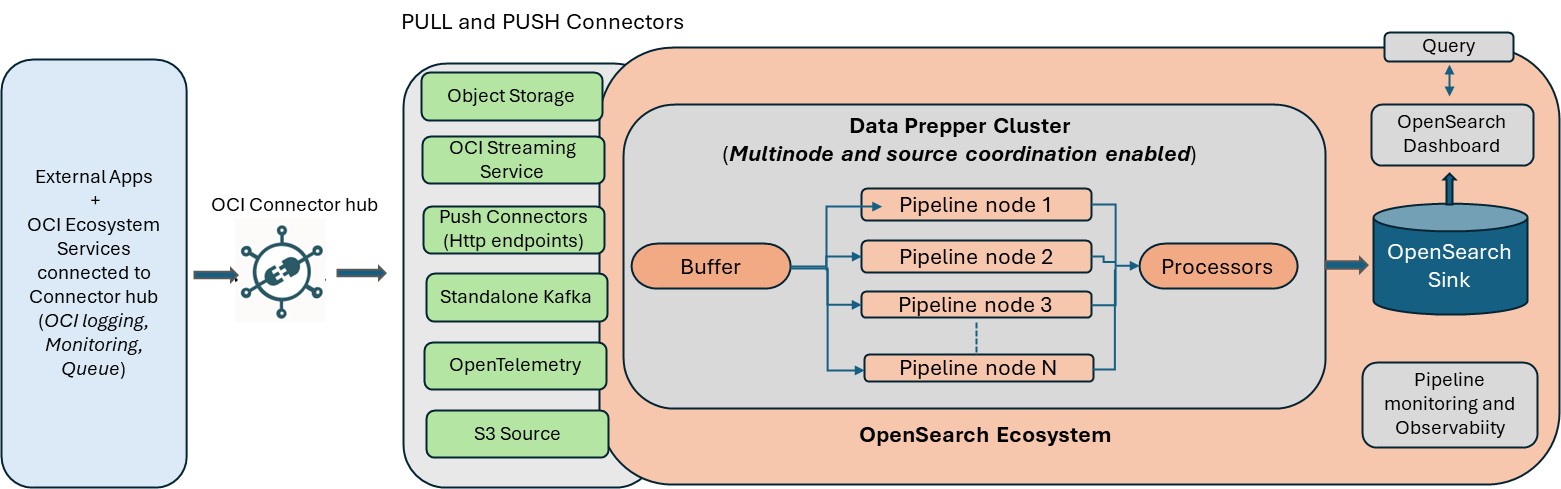 PULL and PUSH Connectors
External Apps
+
OCI Ecosystem
Services
connected to
Connector hub
(OCI logging,
Monitoring,
Queue)
OCI Connector hub
Object Storage
OCI Streaming
Service
Push Connectors
(Http endpoints)
Standalone Kafka
OpenTelemetry
S3 Source
Data Prepper Cluster
(Multinode and source coordination enabled)
Buffer
Pipeline node 1
Pipeline node 2
Pipeline node 3
Pipeline node N
Processors
OpenSearch Ecosystem
Query
OpenSearch
Dashboard
OpenSearch
Sink
Pipeline
monitoring and
Observabiity